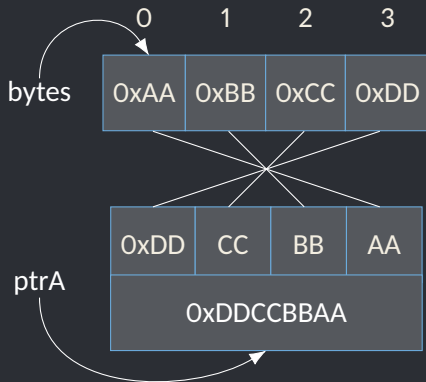 0 1 2 3
bytes 0xAA 0xBB 0xCC 0xDD
0xDD CC BB AA
ptrA
0xDDCCBBAA